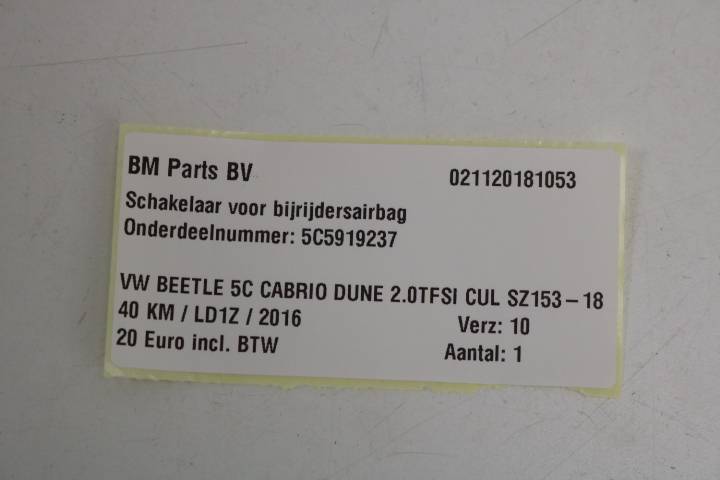 BM Parts BV 021120181053
Schakelaar voor bijrijdersairbag
Onderdeelnummer: 5C5919237
VW BEETLE 5C CABRIO DUNE 2.0TFSI CUL SZ153-18
40 KM / LD1Z / 2016 Verz: 10
20 Euro incl. BTW Aantal: 1